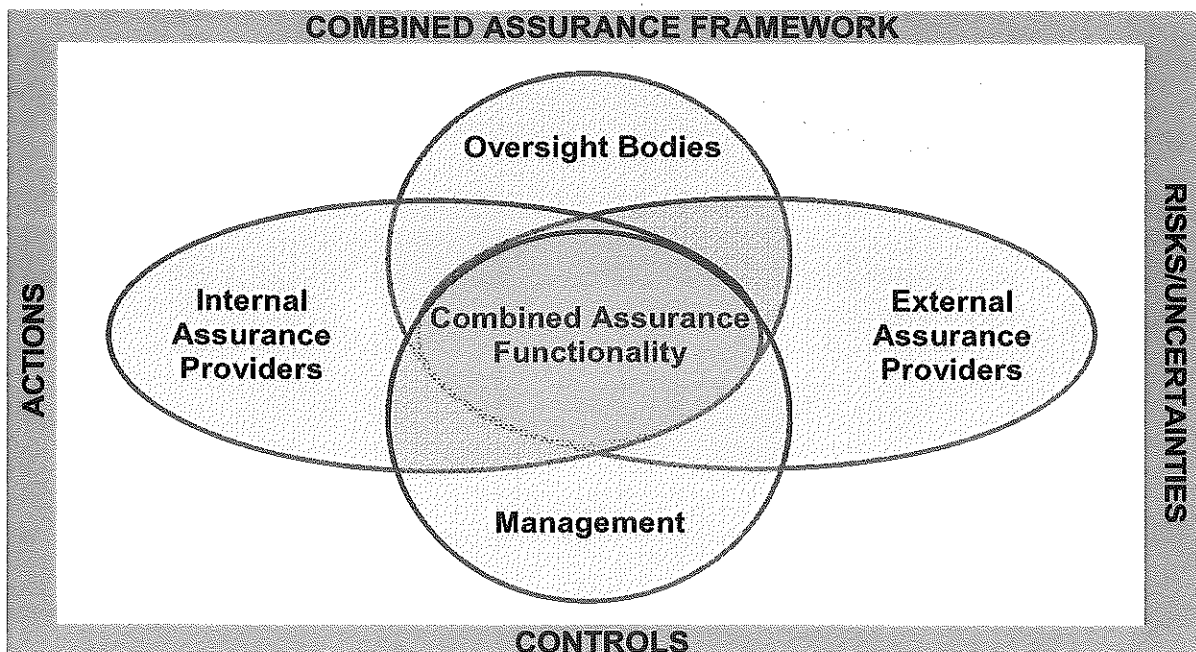 COMBINED ASSURANCE FRAMEWORK
Oversight Bodies
ACTIONS
Internal
Assurance
Providers
Combined Assurance
Functionality
External
Assurance
Providers
RISKS/UNCERTAINTIES
Management
CONTROLS